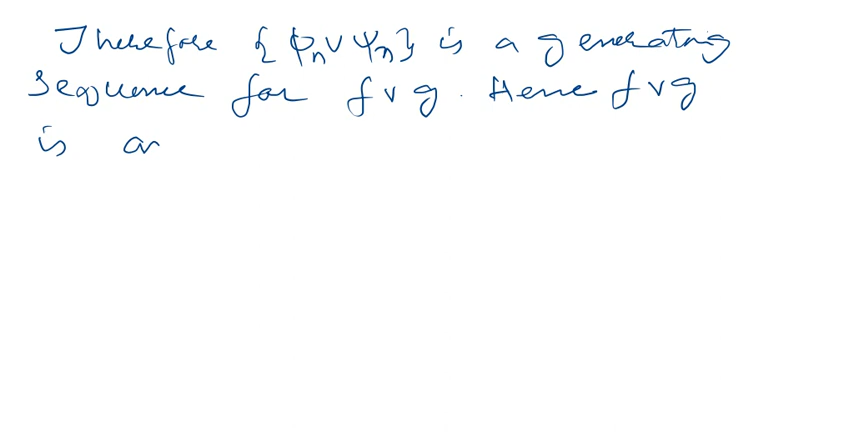 Therefore {φₙ ∨ ψₙ} is a generating
sequence for f ∨ g. Hence f ∨ g
is an